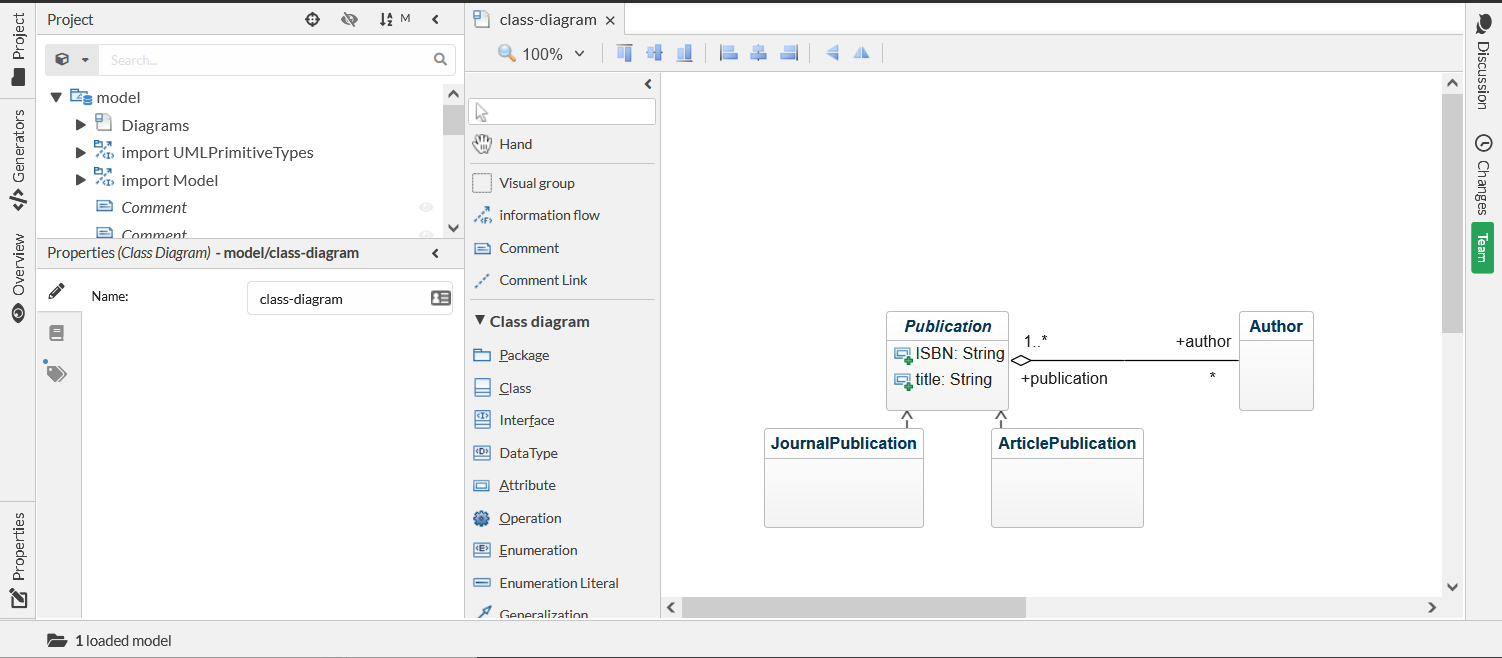 Project
Generators
Overview
Properties
Project
M
Search...
model
Diagrams
import UMLPrimitiveTypes
import Model
Comment
Comment
Properties (Class Diagram) - model/class-diagram
Name:
class-diagram
class-diagram
100%
Hand
Visual group
information flow
Comment
Comment Link
Class diagram
Package
Class
Interface
DataType
Attribute
Operation
Enumeration
Enumeration Literal
Generalization
Publication
ISBN: String
title: String
1..*
+author
+publication
*
Author
JournalPublication
ArticlePublication
Discussion
Changes
Team
1 loaded model